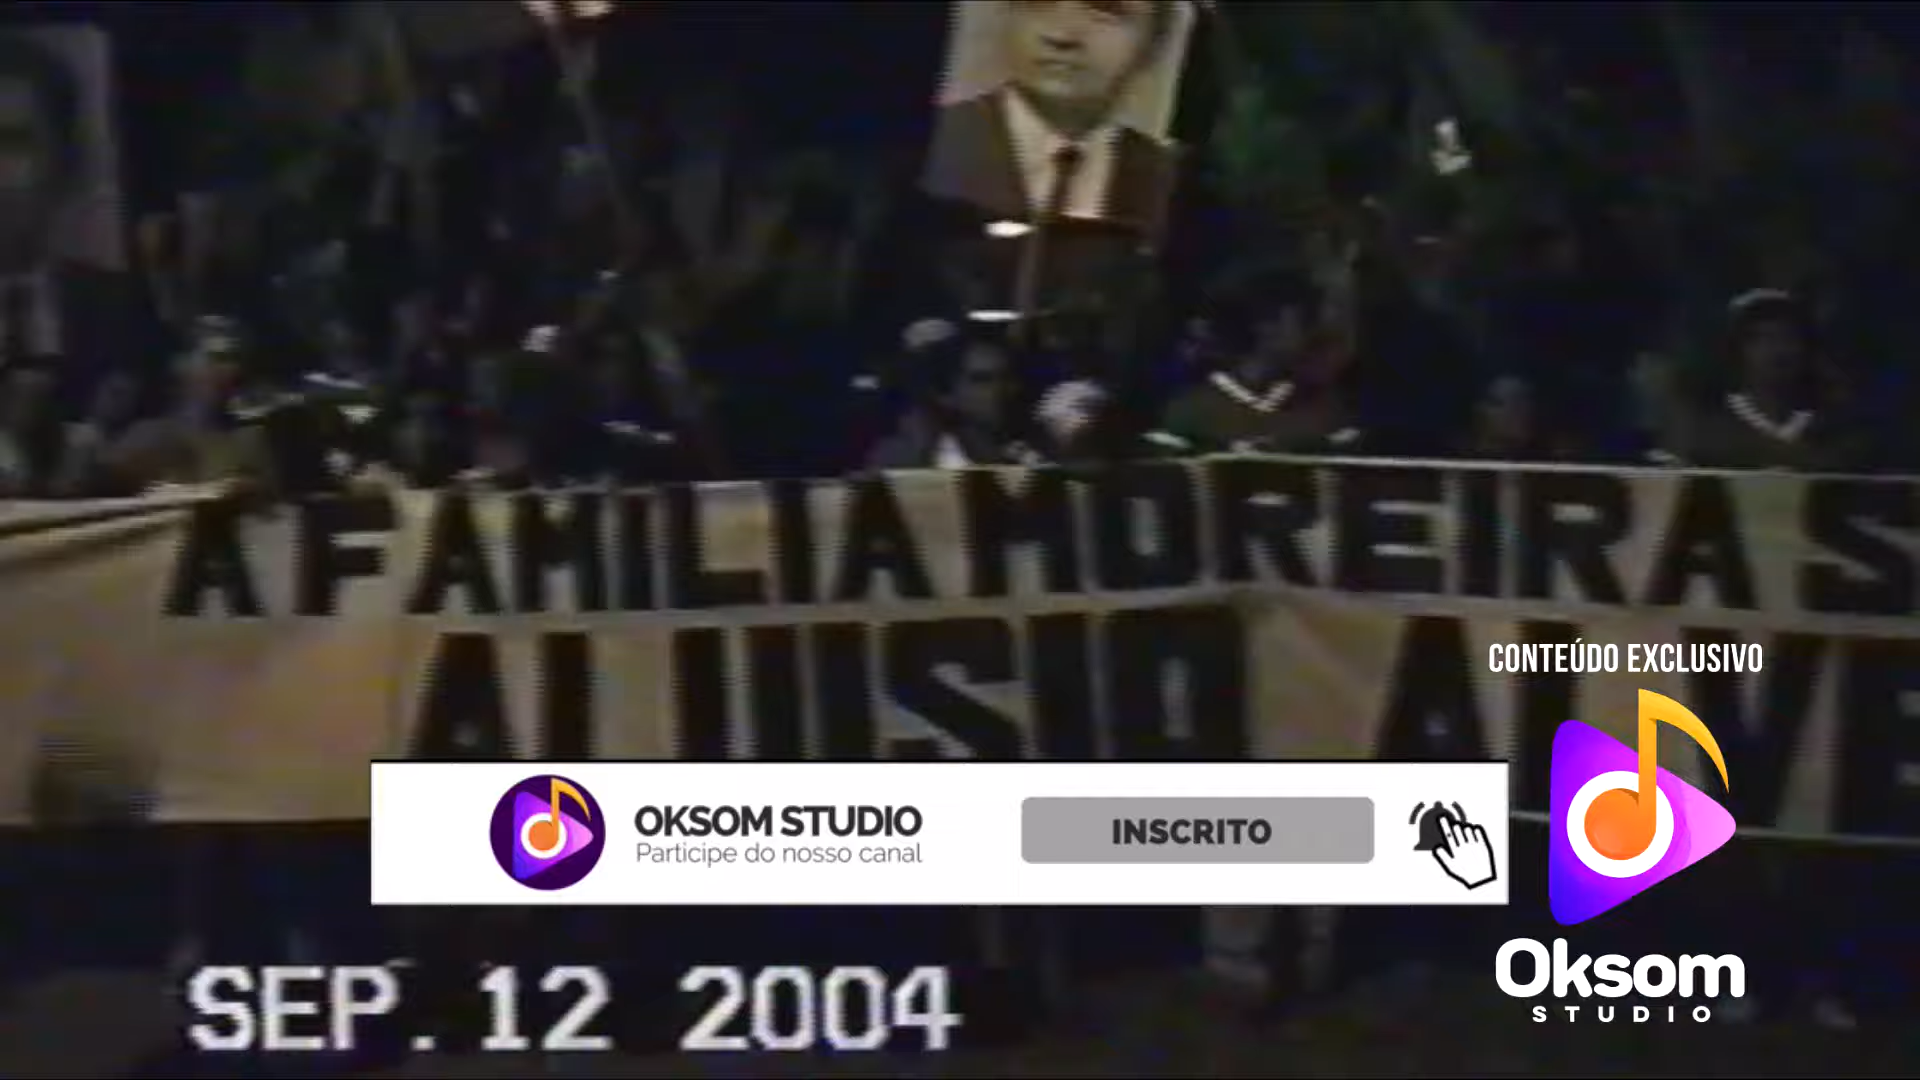 A FAMILIA MOREIRA S
ALUISIO ALVE
CONTEÚDO EXCLUSIVO
OKSOM STUDIO
Participe do nosso canal
INSCRITO
Oksom
STUDIO
SEP. 12 2004